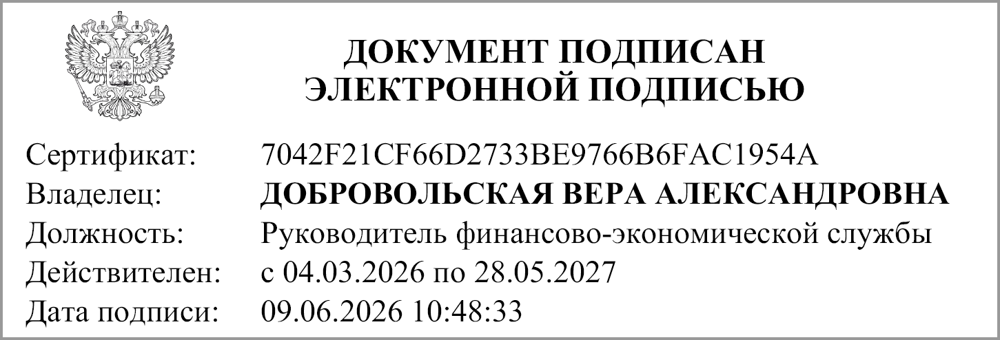 ДОКУМЕНТ ПОДПИСАН
ЭЛЕКТРОННОЙ ПОДПИСЬЮ
Сертификат: 7042F21CF66D2733BE9766B6FAC1954A
Владелец: ДОБРОВОЛЬСКАЯ ВЕРА АЛЕКСАНДРОВНА
Должность: Руководитель финансово-экономической службы
Действителен: с 04.03.2026 по 28.05.2027
Дата подписи: 09.06.2026 10:48:33